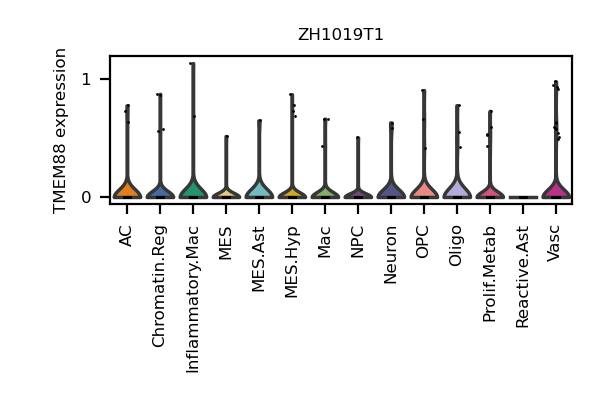 ZH1019T1
TMEM88 expression
1
0
AC
Chromatin.Reg
Inflammatory.Mac
MES
MES.Ast
MES.Hyp
Mac
NPC
Neuron
OPC
Oligo
Prolif.Metab
Reactive.Ast
Vasc